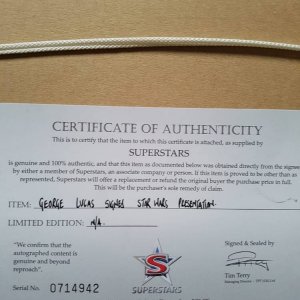 CERTIFICATE OF AUTHENTICITY
This is to certify that the item to which this certificate is attached, as supplied by
SUPERSTARS
is genuine and 100% authentic, and that this item as documented below was obtained directly from the signee
by either a member of Superstars, an associate company or person. If this item is proved to be other than as
represented, Superstars will offer a replacement or refund the original buyer the purchase price in full.
This will be the purchaser's sole remedy of claim.
ITEM: GEORGE LUCAS SIGNED STAR WARS PRESENTATION.
LIMITED EDITION: N/A.
"We confirm that the
autographed content is
genuine and beyond
reproach".
Signed &
Tim Terry
Managing Director
Serial No: 0714942
S
SUPERSTARS